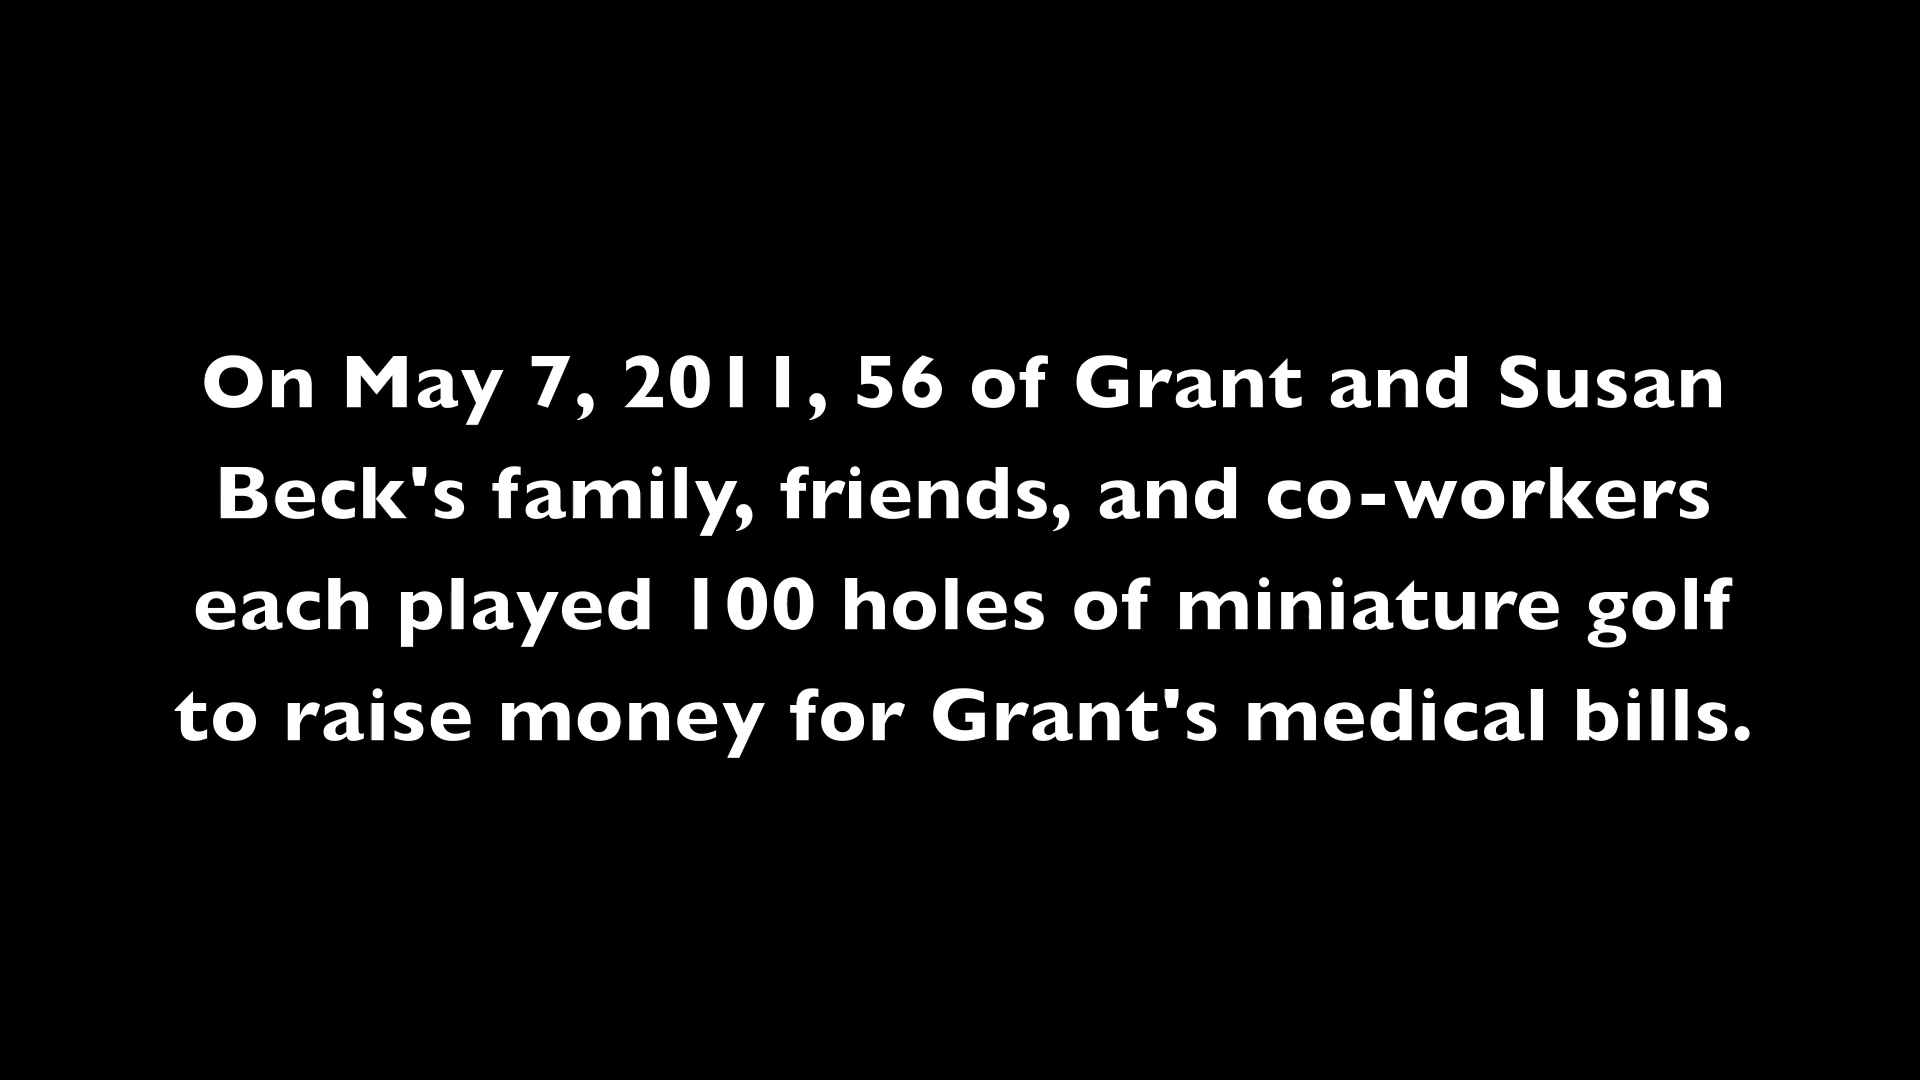 On May 7, 2011, 56 of Grant and Susan
Beck's family, friends, and co-workers
each played 100 holes of miniature golf
to raise money for Grant's medical bills.